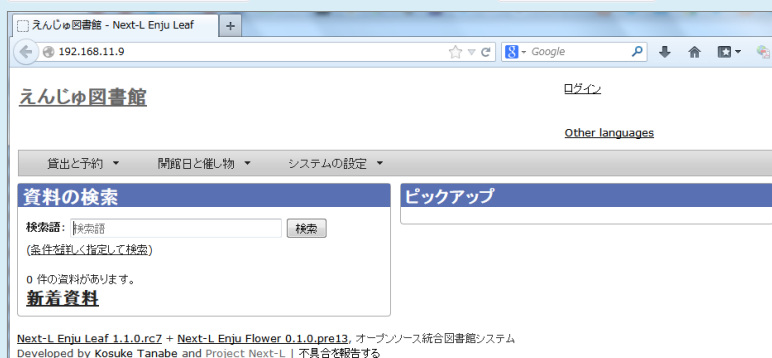 えんじゅ図書館 - Next-L Enju Leaf
192.168.11.9
Google
えんじゅ図書館
ログイン
Other languages
貸出と予約 開館日と催し物 システムの設定
資料の検索
検索語: 検索語 検索
(条件を詳しく指定して検索)
0 件の資料があります。
新着資料
ピックアップ
Next-L Enju Leaf 1.1.0.rc7 + Next-L Enju Flower 0.1.0.pre13, オープンソース統合図書館システム
Developed by Kosuke Tanabe and Project Next-L | 不具合を報告する